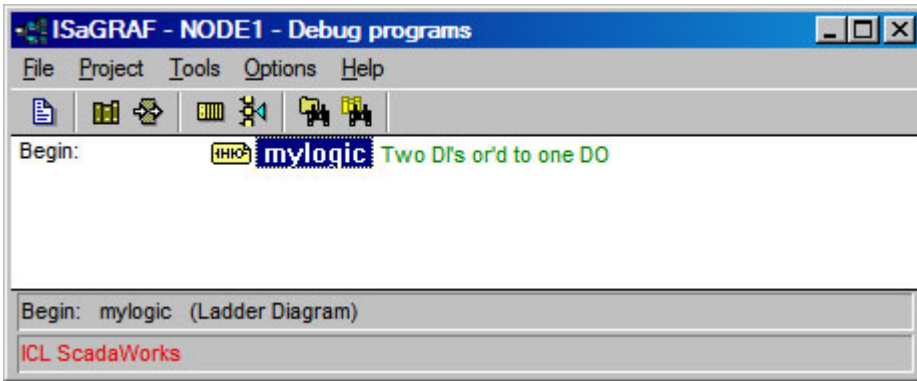 ISaGRAF - NODE1 - Debug programs
File Project Tools Options Help
Begin: mylogic Two DI's or'd to one DO
Begin: mylogic (Ladder Diagram)
ICL ScadaWorks